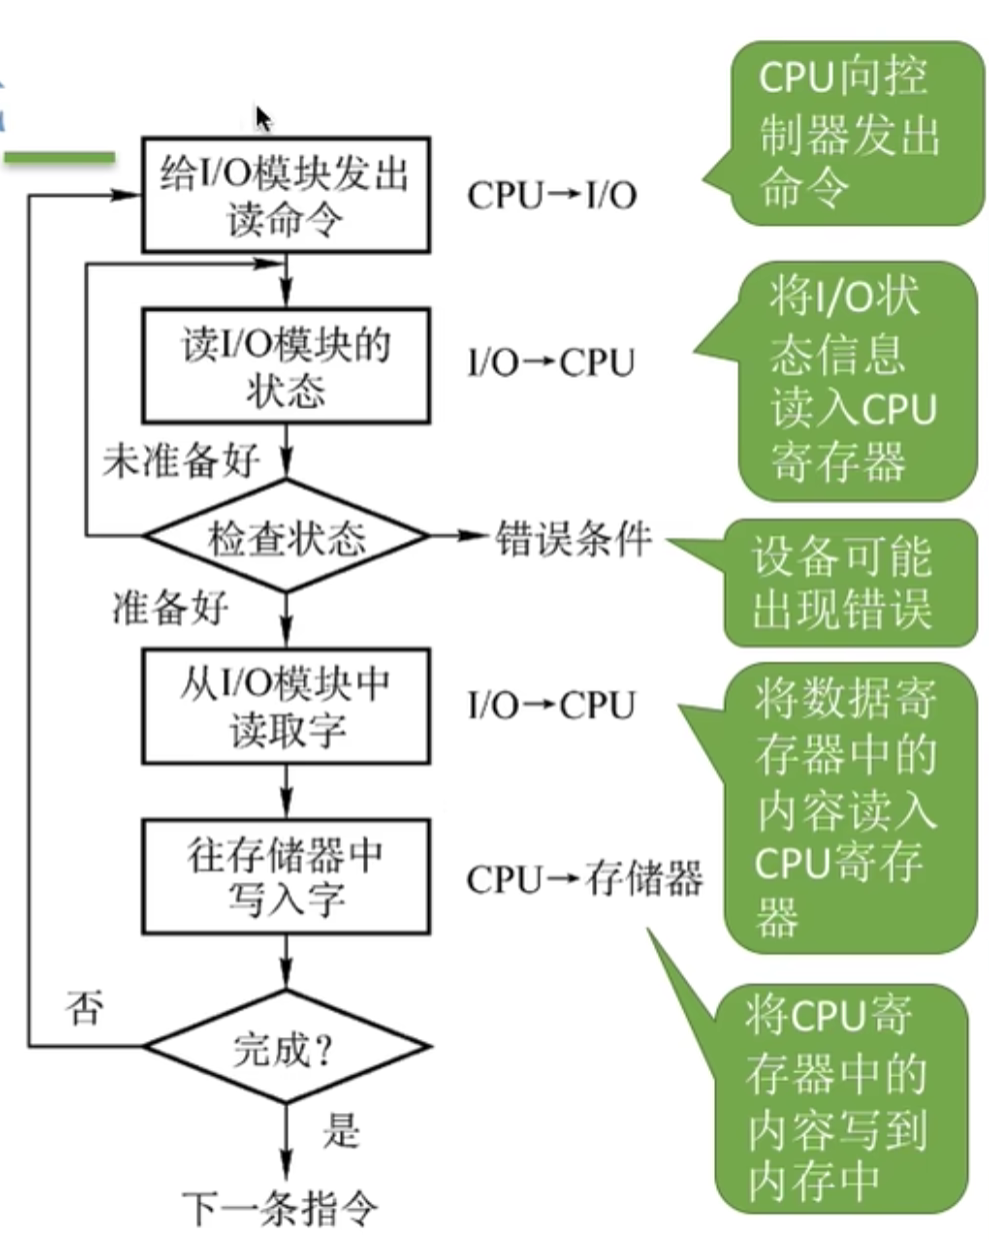 给I/O模块发出
读命令
CPU→I/O
CPU向控
制器发出
命令
读I/O模块的
状态
I/O→CPU
将I/O状
态信息
读入CPU
寄存器
未准备好
检查状态
错误条件
设备可能
出现错误
准备好
从I/O模块中
读取字
I/O→CPU
将数据寄
存器中的
内容读入
CPU寄存
器
往存储器中
写入字
CPU→存储器
将CPU寄
存器中的
内容写到
内存中
否
完成?
是
下一条指令